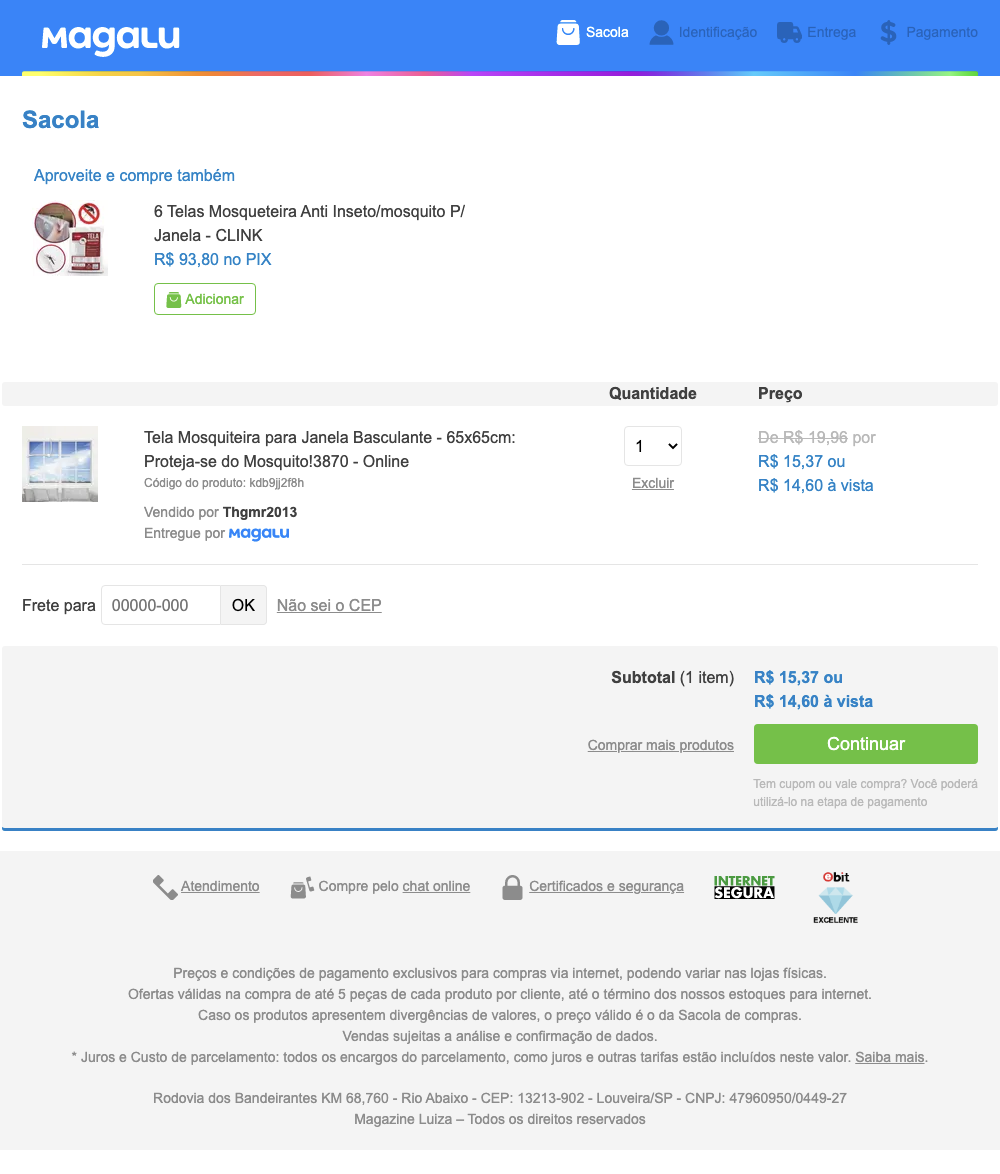 Magalu
Sacola
Identificação
Entrega
Pagamento
Sacola
Aproveite e compre também
6 Telas Mosqueteira Anti Inseto/mosquito P/
Janela - CLINK
R$ 93,80 no PIX
Adicionar
TELA
Quantidade
Preço
Tela Mosquiteira para Janela Basculante - 65x65cm:
Proteja-se do Mosquito!3870 - Online
Código do produto: kdb9jj2f8h
Vendido por Thgmr2013
Entregue por Magalu
1
Excluir
De R$ 19,96 por
R$ 15,37 ou
R$ 14,60 à vista
Frete para 00000-000 OK Não sei o CEP
Subtotal (1 item)
R$ 15,37 ou
R$ 14,60 à vista
Comprar mais produtos
Continuar
Tem cupom ou vale compra? Você poderá
utilizá-lo na etapa de pagamento
Atendimento
Compre pelo chat online
Certificados e segurança
INTERNET
SEGURA
ebit
EXCELENTE
Preços e condições de pagamento exclusivos para compras via internet, podendo variar nas lojas físicas.
Ofertas válidas na compra de até 5 peças de cada produto por cliente, até o término dos nossos estoques para internet.
Caso os produtos apresentem divergências de valores, o preço válido é o da Sacola de compras.
Vendas sujeitas a análise e confirmação de dados.
* Juros e Custo de parcelamento: todos os encargos do parcelamento, como juros e outras tarifas estão incluídos neste valor. Saiba mais.
Rodovia dos Bandeirantes KM 68,760 - Rio Abaixo - CEP: 13213-902 - Louveira/SP - CNPJ: 47960950/0449-27
Magazine Luiza – Todos os direitos reservados